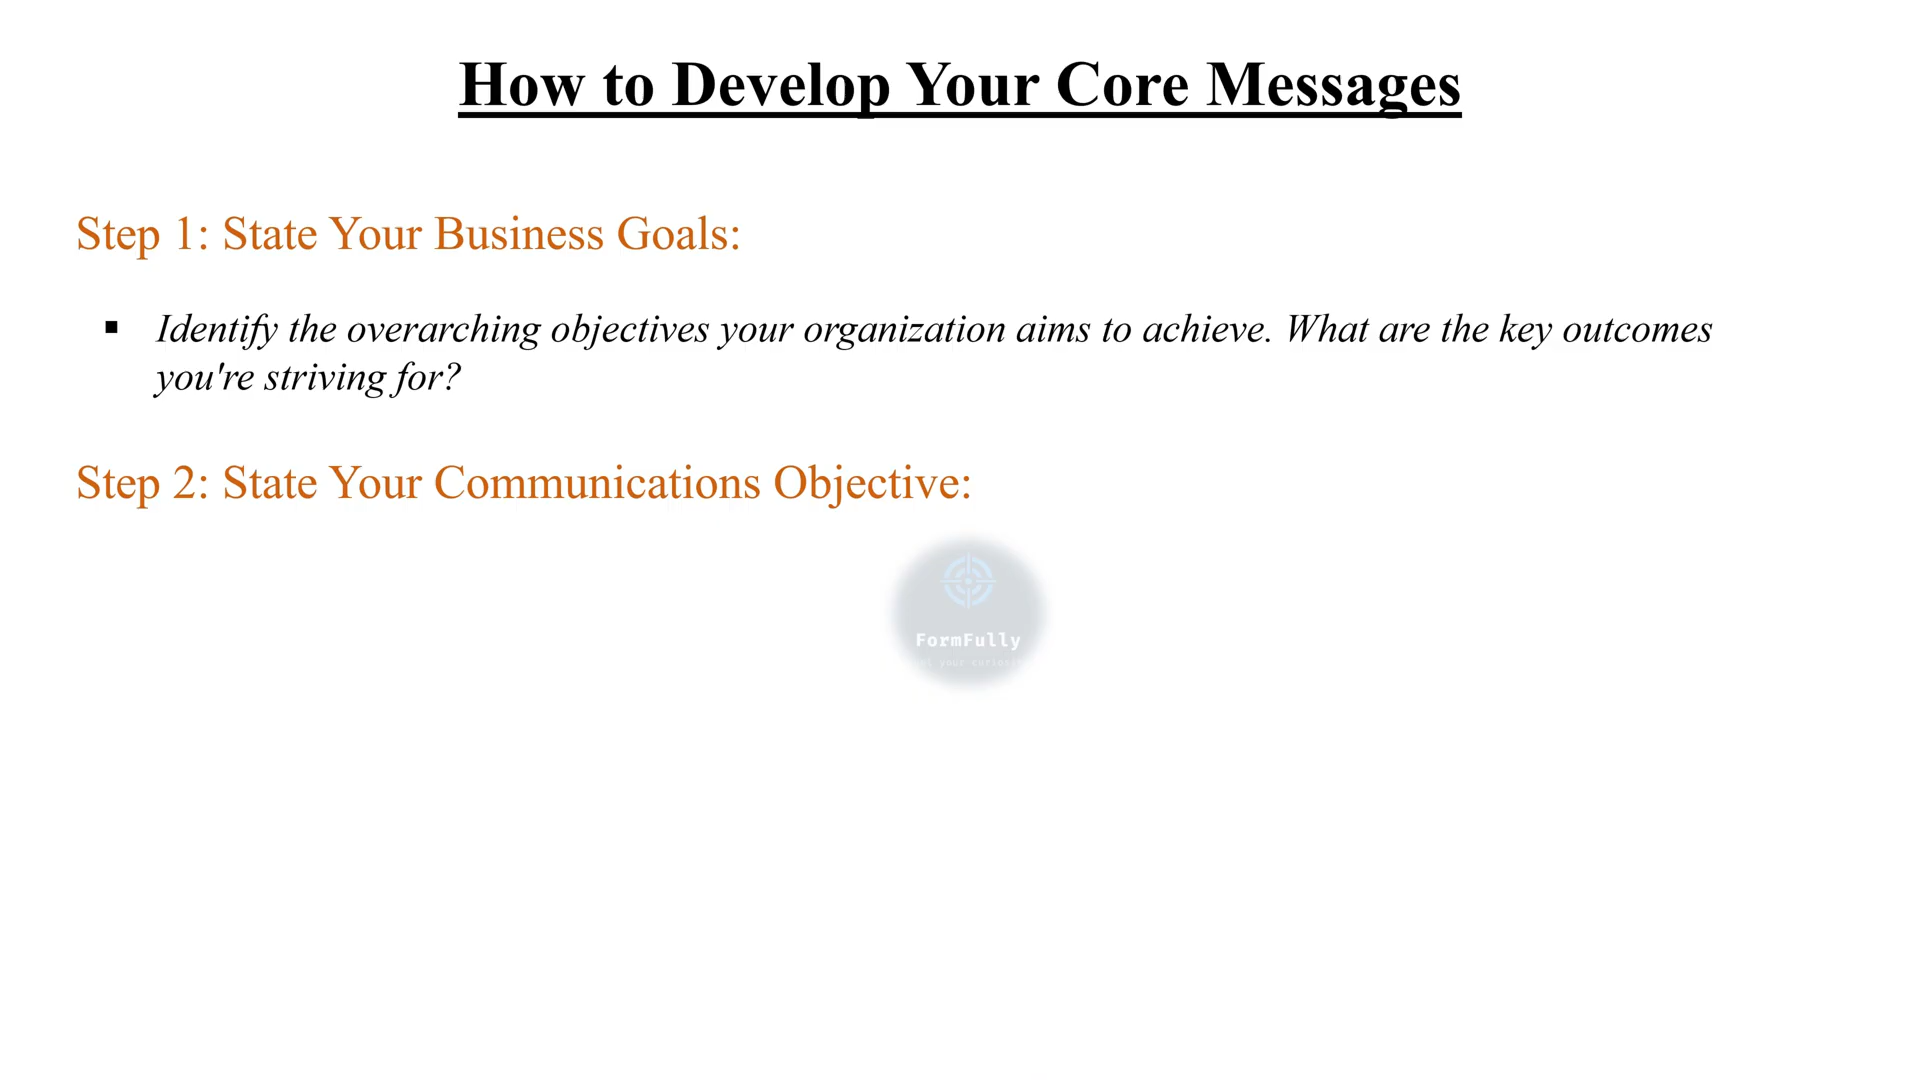 How to Develop Your Core Messages
Step 1: State Your Business Goals:
▪ Identify the overarching objectives your organization aims to achieve. What are the key outcomes
you're striving for?
Step 2: State Your Communications Objective:
FormFully
your